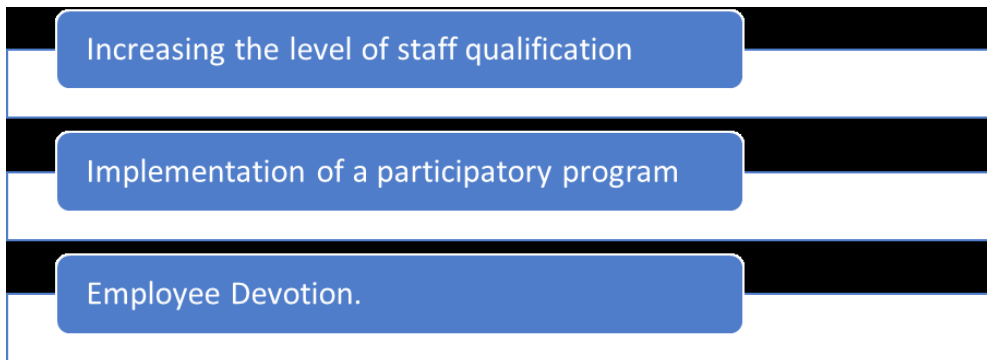 Increasing the level of staff qualification
Implementation of a participatory program
Employee Devotion.